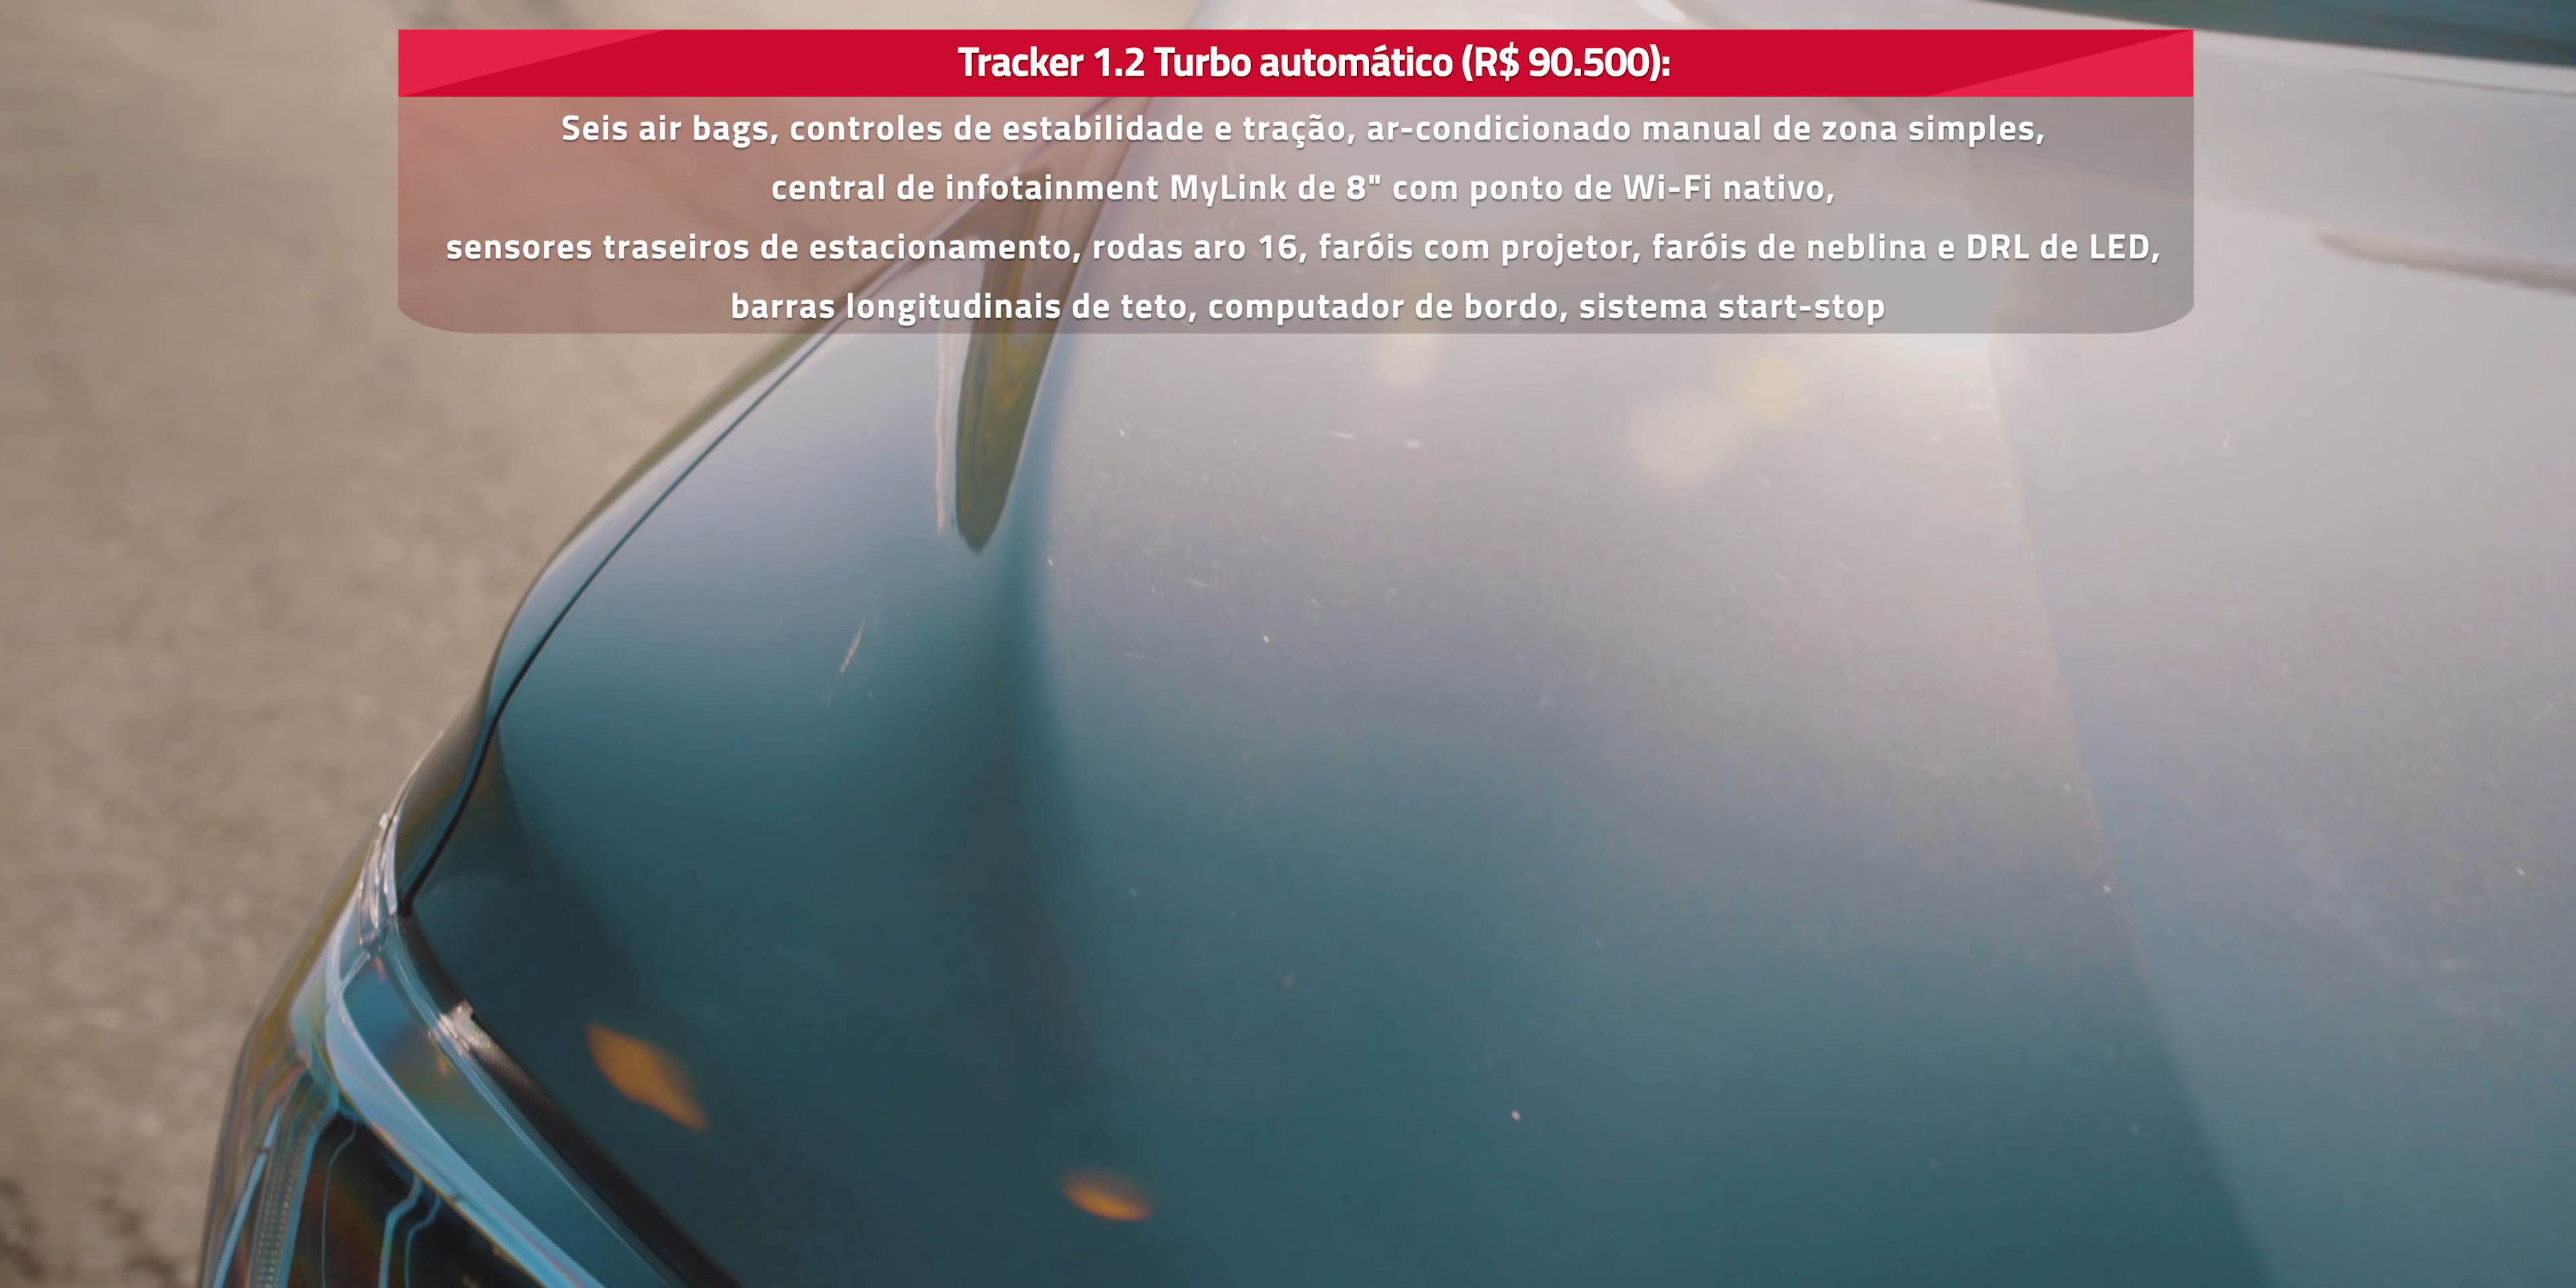 Tracker 1.2 Turbo automático (R$ 90.500):
Seis air bags, controles de estabilidade e tração, ar-condicionado manual de zona simples,
central de infotainment MyLink de 8" com ponto de Wi-Fi nativo,
sensores traseiros de estacionamento, rodas aro 16, faróis com projetor, faróis de neblina e DRL de LED,
barras longitudinais de teto, computador de bordo, sistema start-stop